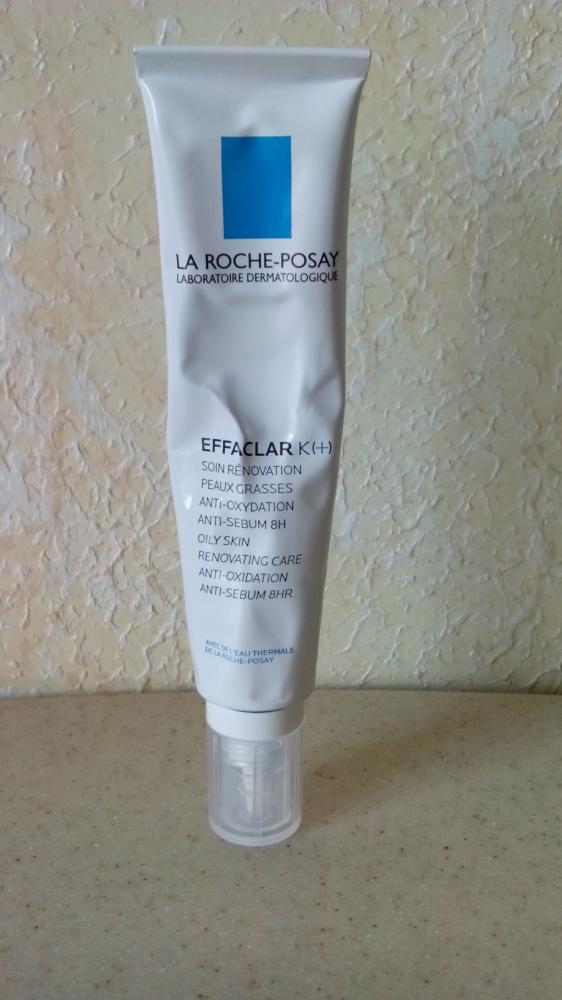 LA ROCHE-POSAY
LABORATOIRE DERMATOLOGIQUE
EFFACLAR K(+)
SOIN RÉNOVATION
PEAUX GRASSES
ANTI-OXYDATION
ANTI-SEBUM 8H
OILY SKIN
RENOVATING CARE
ANTI-OXIDATION
ANTI-SEBUM 8HR
AVEC DE L'EAU THERMALE
DE LA ROCHE-POSAY